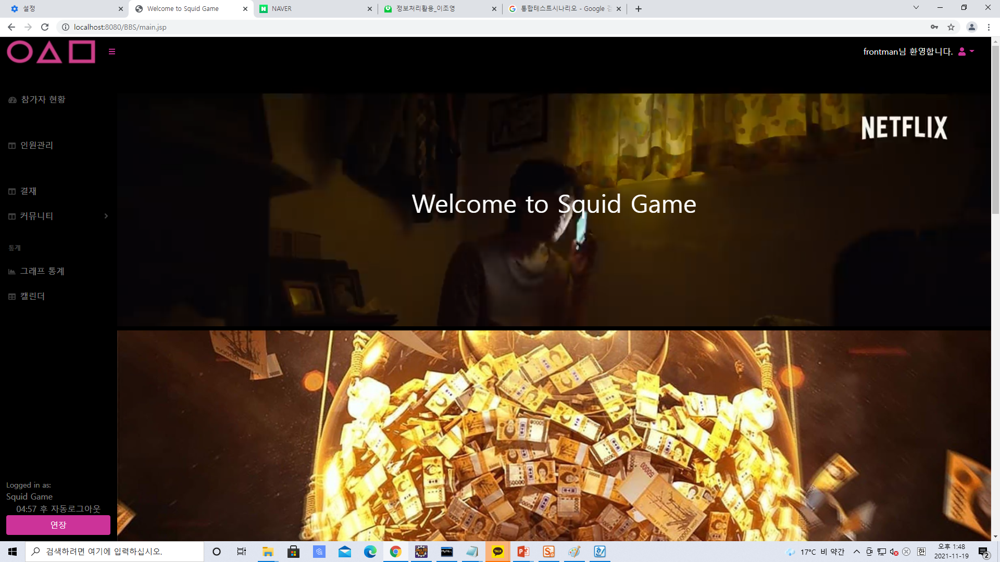 설정
Welcome to Squid Game
NAVER
정보처리활용_이조영
통합테스트시나리오 - Google
localhost:8080/BBS/main.jsp
frontman님 환영합니다.
참가자 현황
인원관리
결재
커뮤니티
통계
그래프 통계
캘린더
NETFLIX
Welcome to Squid Game
50000
50000
50000
Logged in as:
Squid Game
04:57 후 자동로그아웃
연장
검색하려면 여기에 입력하십시오.
TALK
17°C 비 약간
한
오후 1:48
2021-11-19
2